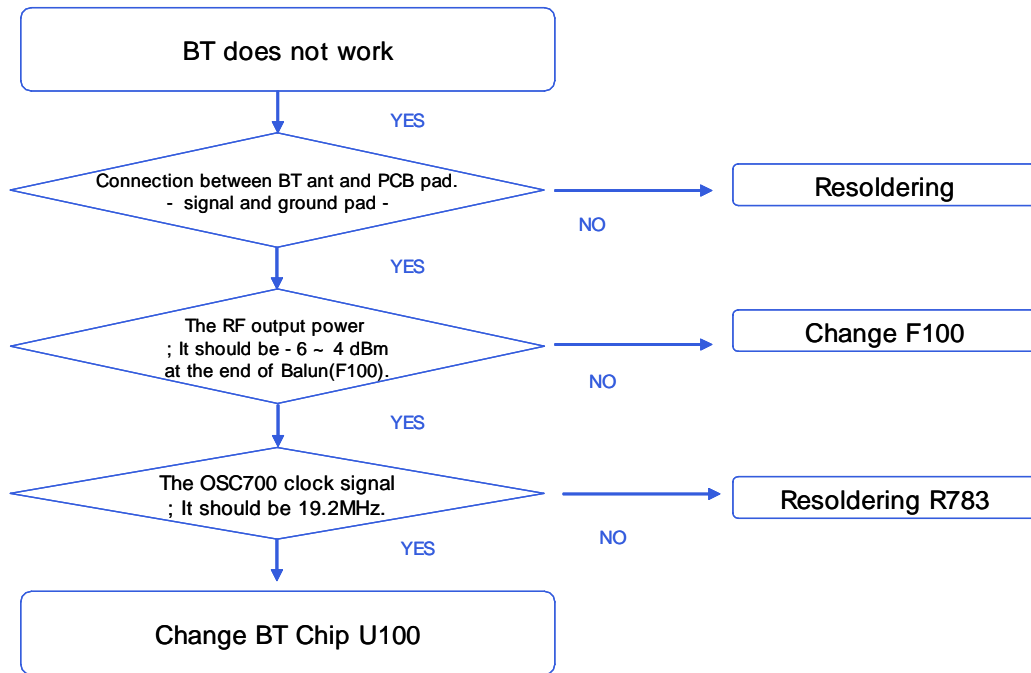 BT does not work
YES
Connection between BT ant and PCB pad.
- signal and ground pad -
NO
Resoldering
YES
The RF output power
; It should be - 6 ~ 4 dBm
at the end of Balun(F100).
NO
Change F100
YES
The OSC700 clock signal
; It should be 19.2MHz.
NO
Resoldering R783
YES
Change BT Chip U100